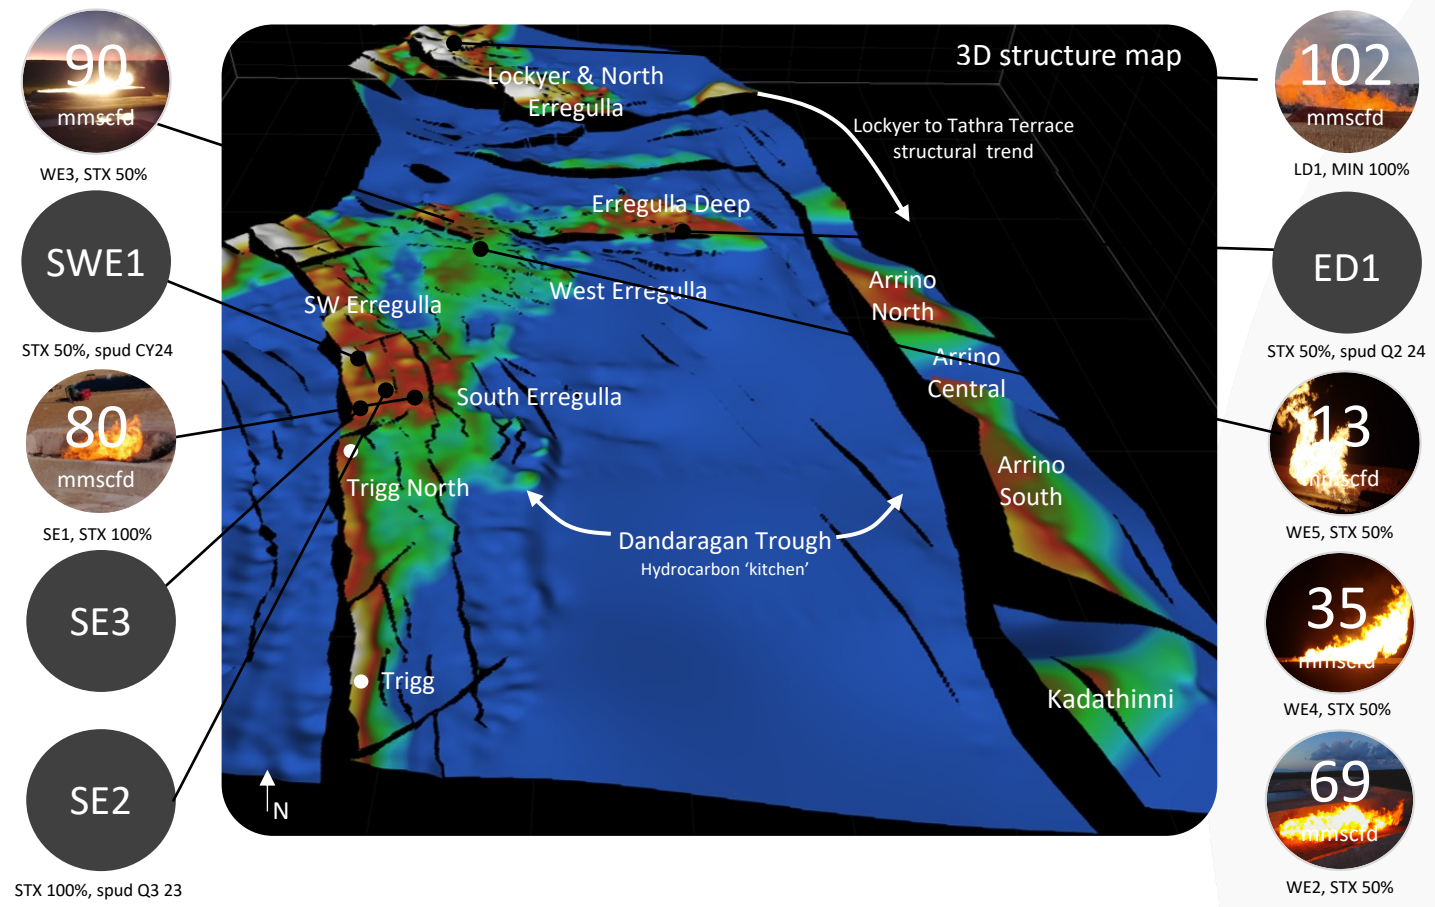 90
mmscfd
WE3, STX 50%
SWE1
STX 50%, spud CY24
80
mmscfd
SE1, STX 100%
SE3
SE2
STX 100%, spud Q3 23
3D structure map
Lockyer & North
Erregulla
Lockyer to Tathra Terrace
structural trend
Erregulla Deep
West Erregulla
SW Erregulla
Arrino
North
Arrino
Central
South Erregulla
Arrino
South
Trigg North
Dandaragan Trough
Hydrocarbon ‘kitchen’
Trigg
Kadathinni
N
102
mmscfd
LD1, MIN 100%
ED1
STX 50%, spud Q2 24
13
mmscfd
WE5, STX 50%
35
mmscfd
WE4, STX 50%
69
mmscfd
WE2, STX 50%